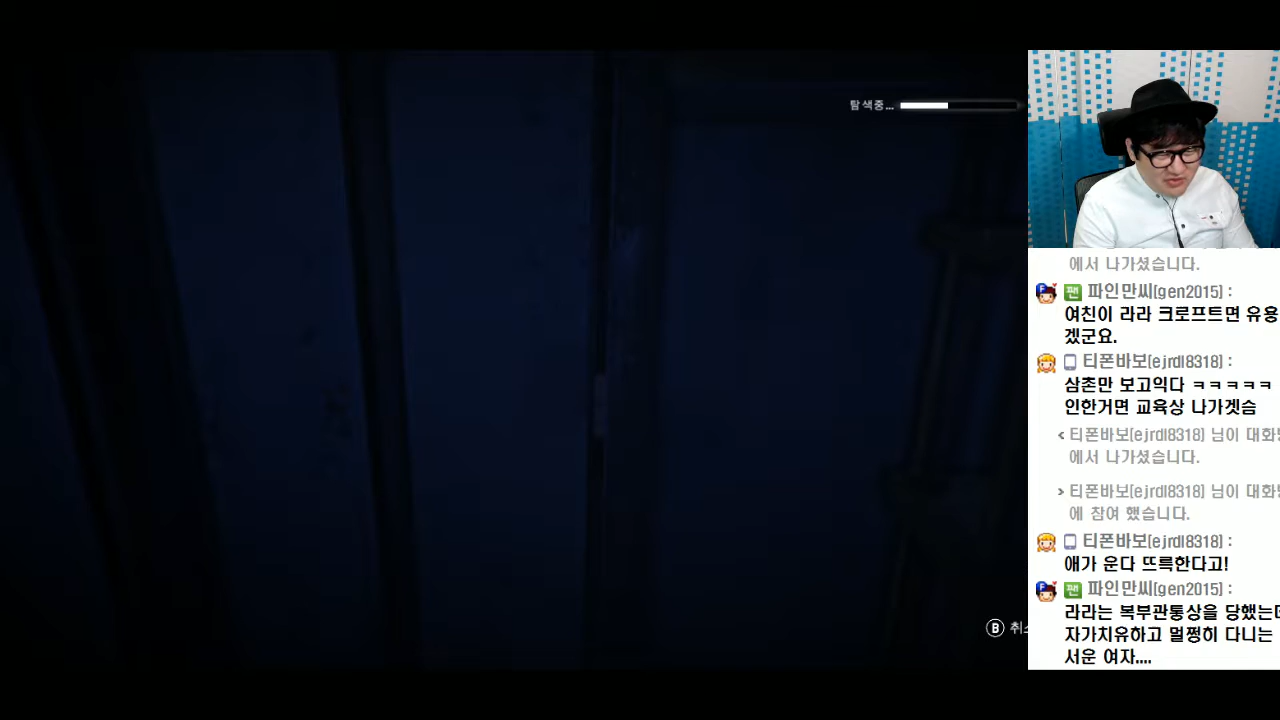 탐색중...
에서 나가셨습니다.
팬 파인만씨(gen2015) :
여친이 라라 크로프트면 유용
겠군요.
티폰바보(ejrdl8318) :
삼촌만 보고익다 ㅋㅋㅋㅋㅋ
인한거면 교육상 나가겟슴
< 티폰바보(ejrdl8318) 님이 대화
에서 나가셨습니다.
> 티폰바보(ejrdl8318) 님이 대화
에 참여 했습니다.
티폰바보(ejrdl8318) :
애가 운다 뜨륵한다고!
팬 파인만씨(gen2015) :
라라는 복부관통상을 당했는데
자가치유하고 멀쩡히 다니는
서운 여자....
B 취소